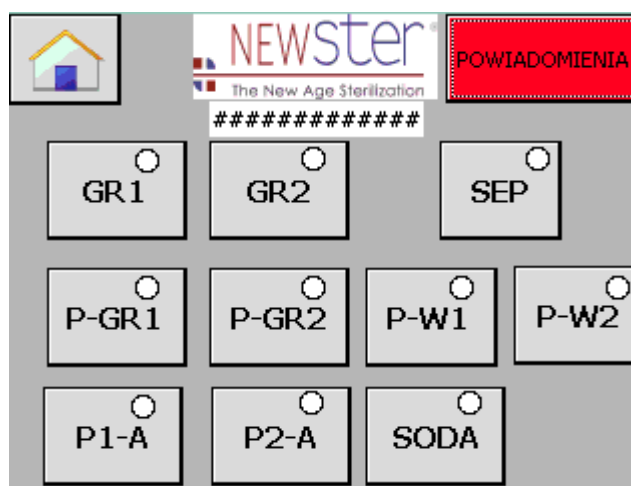 NEWSter®
POWIADOMIENIA
The New Age Sterilization
#############
GR1 GR2 SEP
P-GR1 P-GR2 P-W1 P-W2
P1-A P2-A SODA